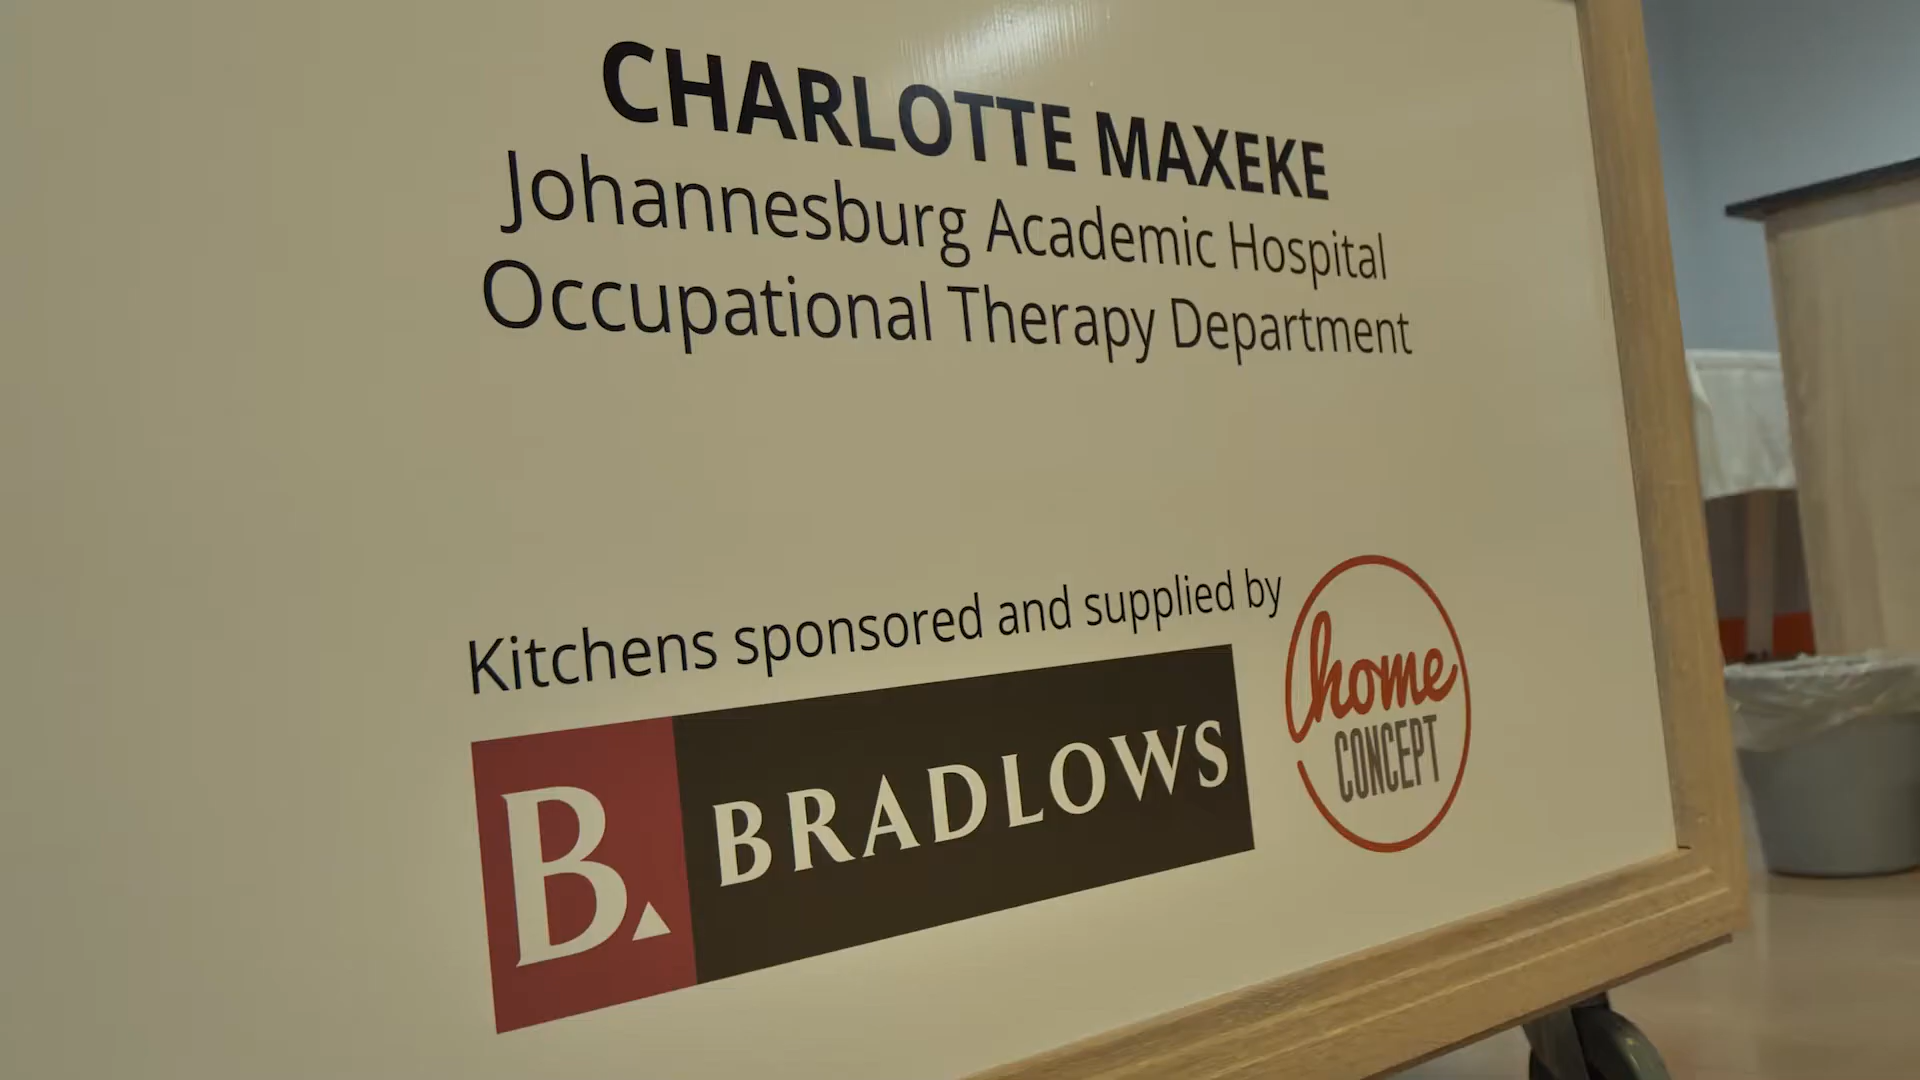 CHARLOTTE MAXEKE
Johannesburg Academic Hospital
Occupational Therapy Department
Kitchens sponsored and supplied by
B. BRADLOWS
home
CONCEPT